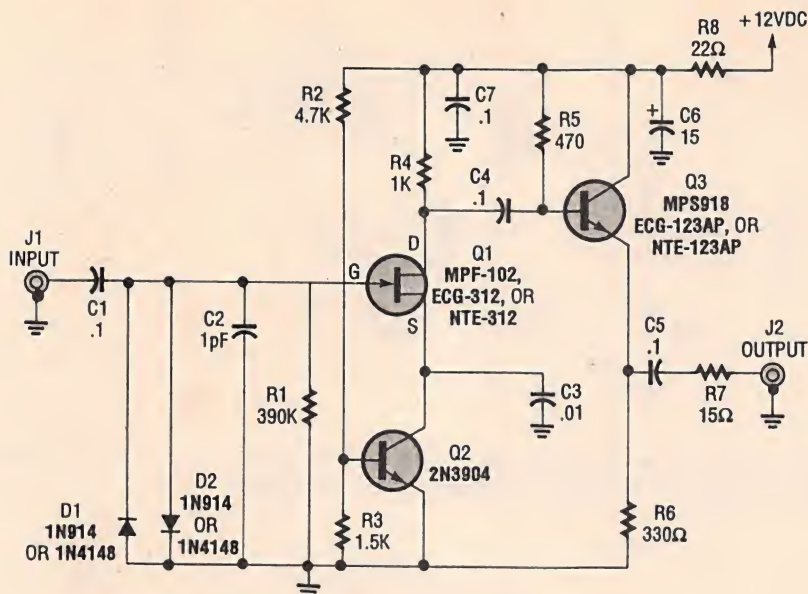 +12VDC
R8
22Ω
R2
4.7K
C7
.1
R5
470
C6
+
15
R4
1K
C4
.1
Q3
MPS918
ECG-123AP, OR
NTE-123AP
J1
INPUT
D
G
S
Q1
MPF-102,
ECG-312, OR
NTE-312
C1
.1
C2
1pF
C5
.1
J2
OUTPUT
R7
15Ω
R1
390K
C3
.01
Q2
2N3904
D1
1N914
OR 1N4148
D2
1N914
OR
1N4148
R3
1.5K
R6
330Ω